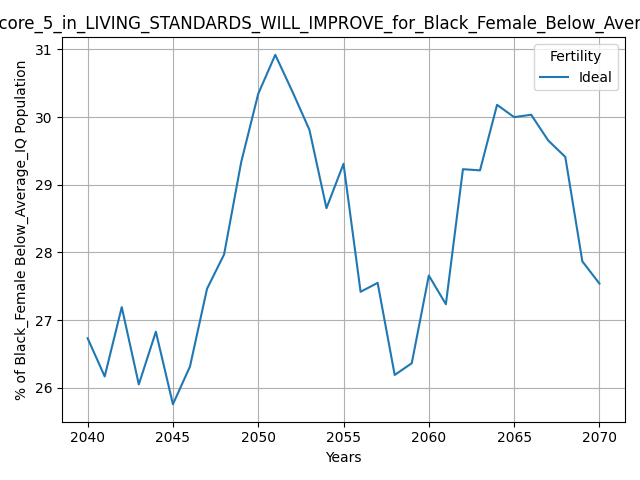 core_5_in_LIVING_STANDARDS_WILL_IMPROVE_for_Black_Female_Below_Aver
% of Black_Female Below_Average_IQ Population
31
30
29
28
27
26
Fertility
Ideal
2040 2045 2050 2055 2060 2065 2070
Years